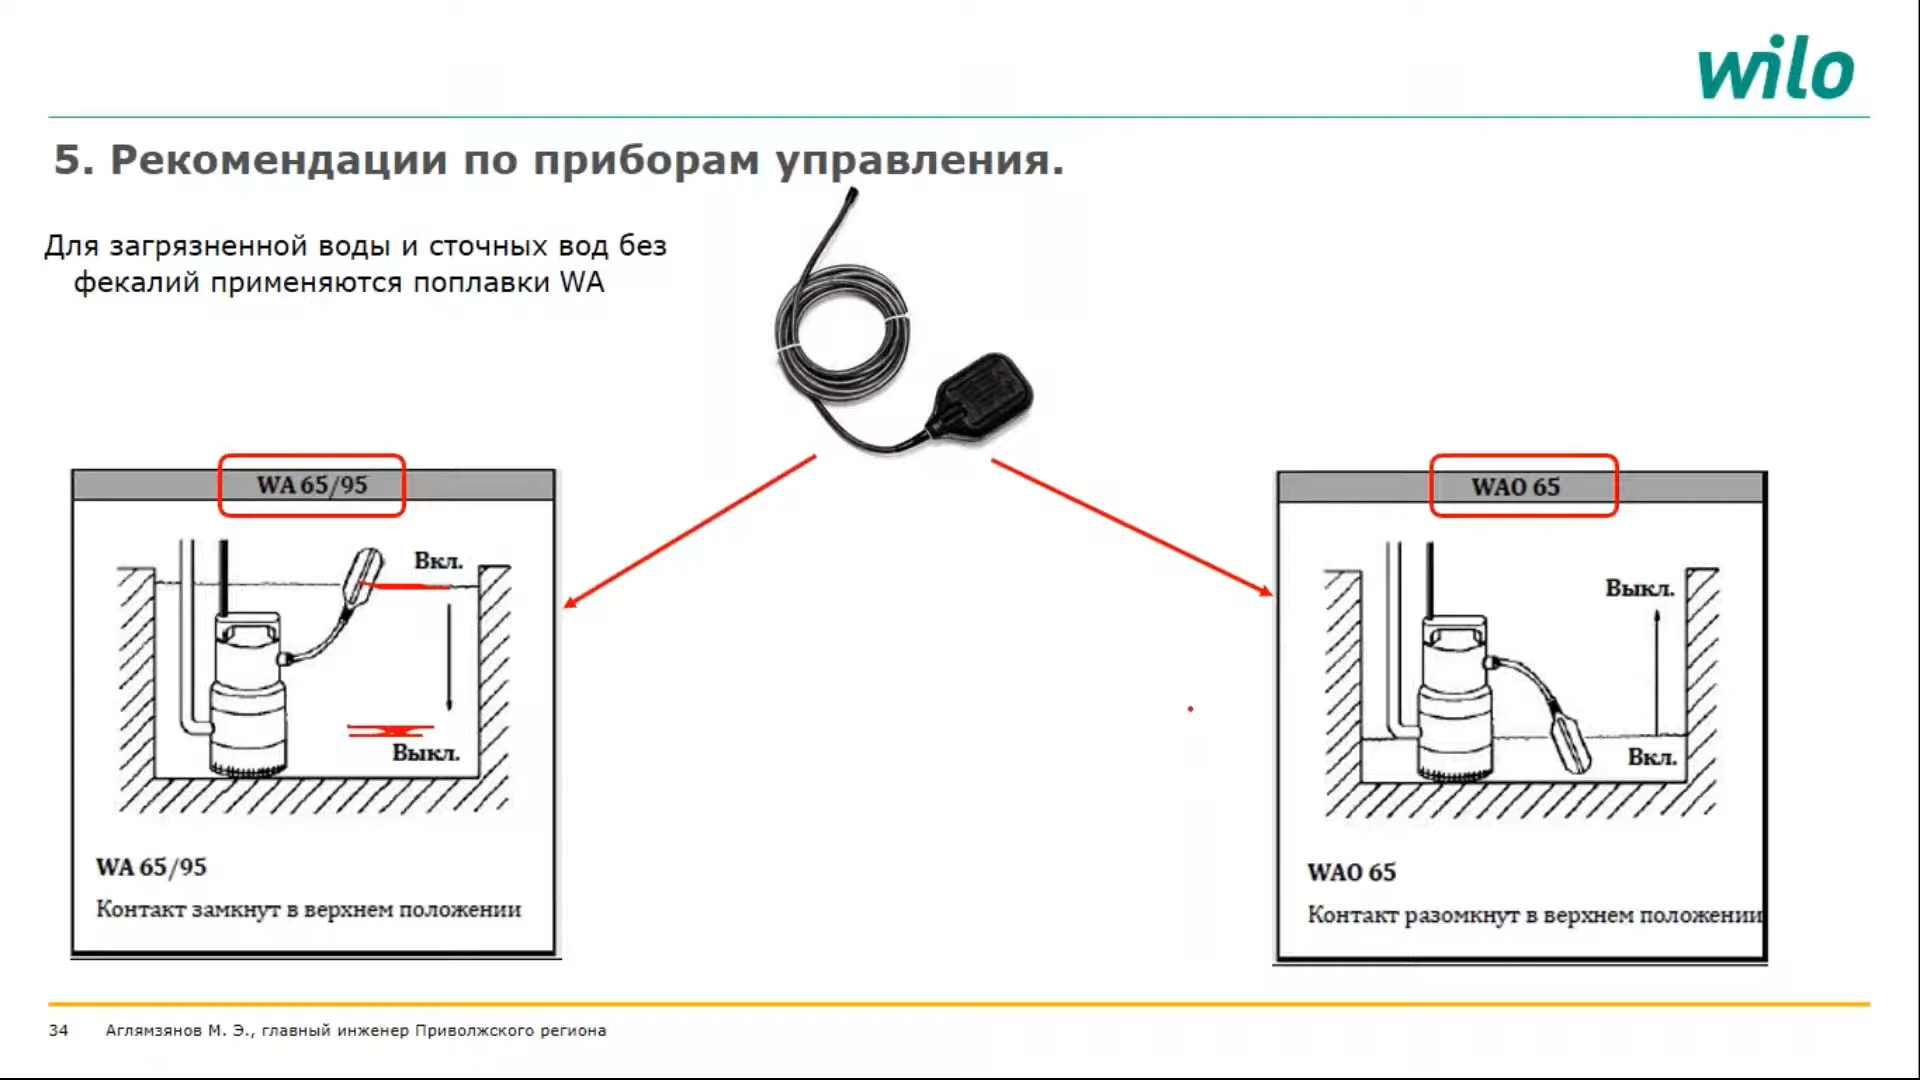 wilo
5. Рекомендации по приборам управления.
Для загрязненной воды и сточных вод без
фекалий применяются поплавки WA
WA 65/95
Вкл.
Выкл.
WA 65/95
Контакт замкнут в верхнем положении
WAO 65
Выкл.
Вкл.
WAO 65
Контакт разомкнут в верхнем положении
34 Аглямзянов М. Э., главный инженер Приволжского региона